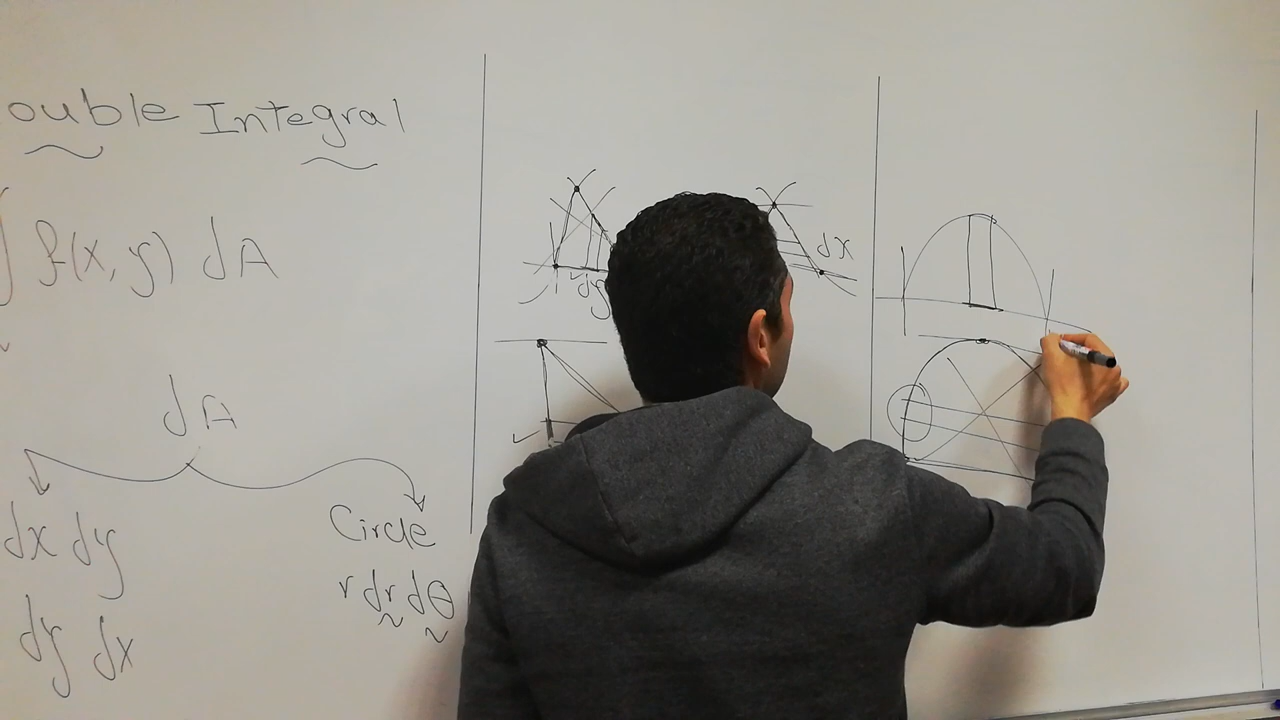 ouble Integral
∫ f(x, y) dA
dA
dx dy
dy dx
Circle
r dr dθ
dy
dx